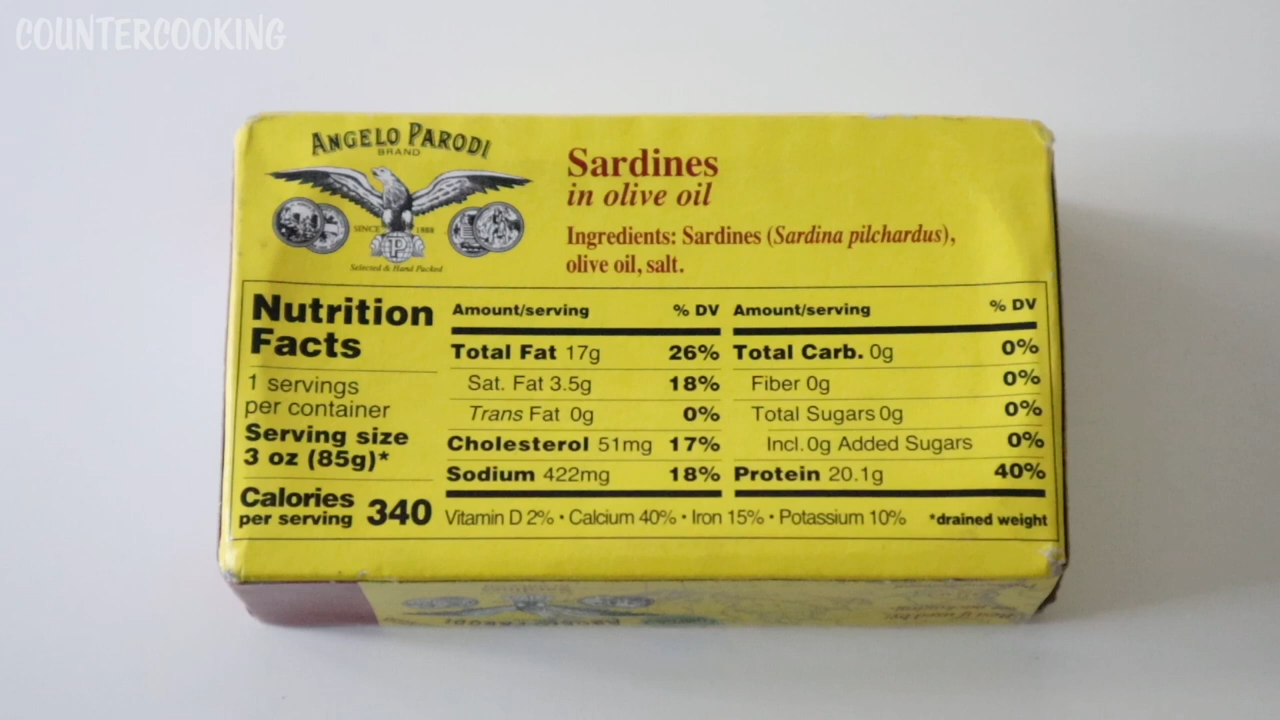 COUNTERCOOKING
ANGELO PARODI
BRAND
SINCE 1888
P
Selected & Hand Packed
Sardines
in olive oil
Ingredients: Sardines (Sardina pilchardus),
olive oil, salt.
Nutrition
Facts
1 servings
per container
Serving size
3 oz (85g)*
Calories
per serving 340
Amount/serving % DV
Total Fat 17g 26%
Sat. Fat 3.5g 18%
Trans Fat 0g 0%
Cholesterol 51mg 17%
Sodium 422mg 18%
Amount/serving % DV
Total Carb. 0g 0%
Fiber 0g 0%
Total Sugars 0g 0%
Incl. 0g Added Sugars 0%
Protein 20.1g 40%
Vitamin D 2% • Calcium 40% • Iron 15% • Potassium 10% *drained weight
ANGELO PARODI